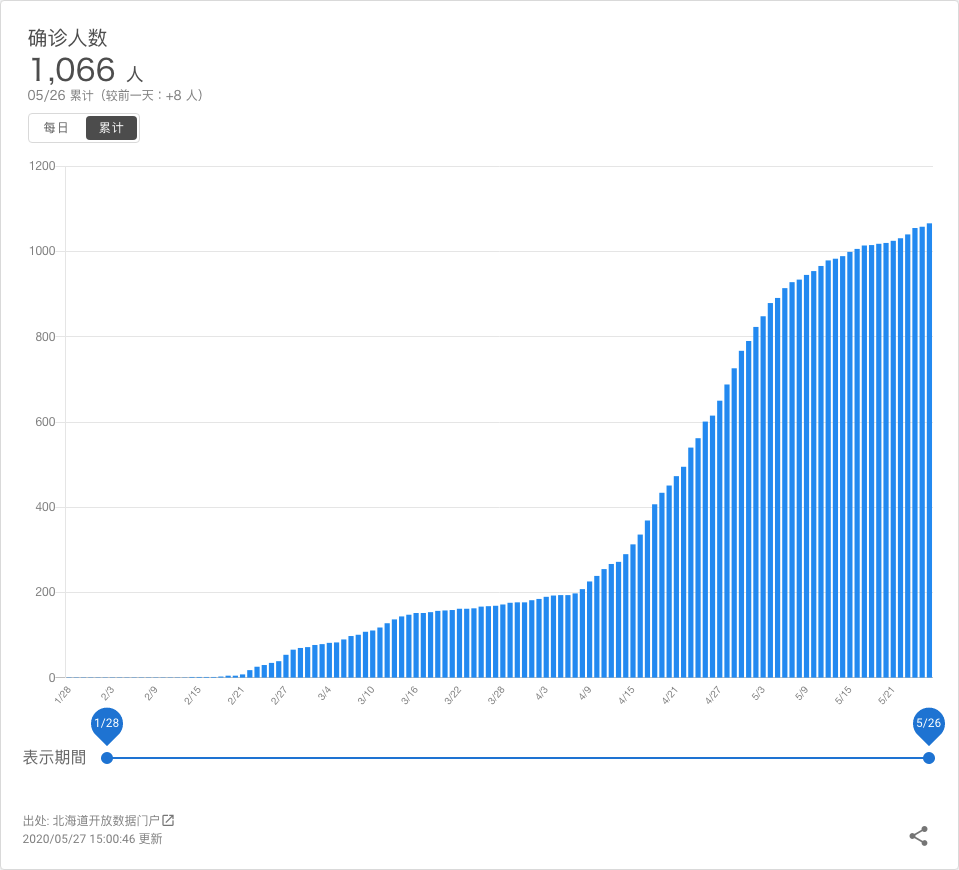 确诊人数
1,066 人
05/26 累计（较前一天：+8 人）
每日 累计
1200
1000
800
600
400
200
0
1/28 2/3 2/9 2/15 2/21 2/27 3/4 3/10 3/16 3/22 3/28 4/3 4/9 4/15 4/21 4/27 5/3 5/9 5/15 5/21
1/28 5/26
表示期間
出处: 北海道开放数据门户
2020/05/27 15:00:46 更新